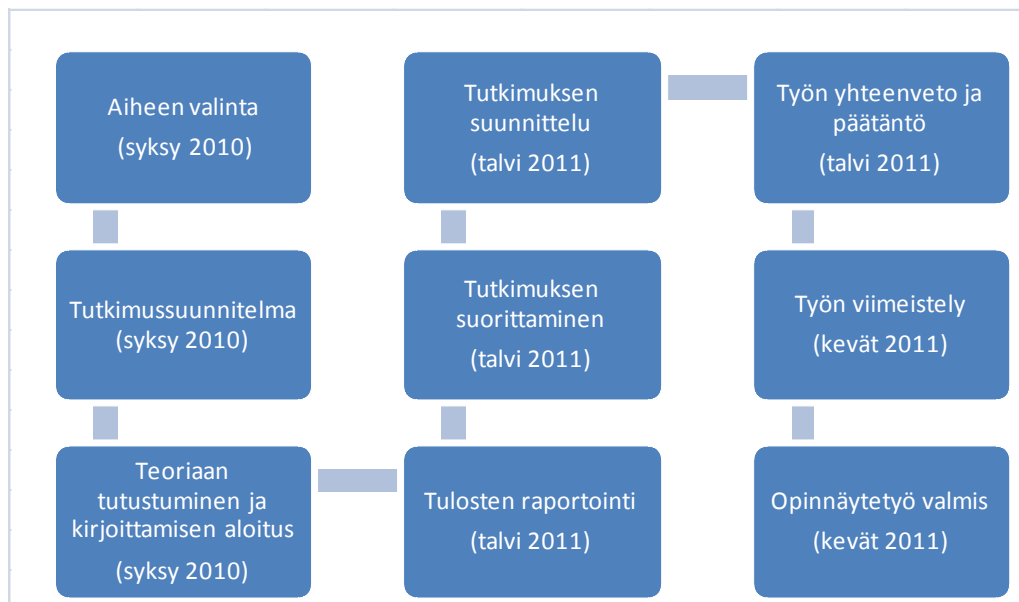 Aiheen valinta
(syksy 2010)
Tutkimussuunnitelma
(syksy 2010)
Teoriaan
tutustuminen ja
kirjoittamisen aloitus
(syksy 2010)
Tutkimuksen
suunnittelu
(talvi 2011)
Tutkimuksen
suorittaminen
(talvi 2011)
Tulosten raportointi
(talvi 2011)
Työn yhteenveto ja
päätäntö
(talvi 2011)
Työn viimeistely
(kevät 2011)
Opinnäytetyö valmis
(kevät 2011)